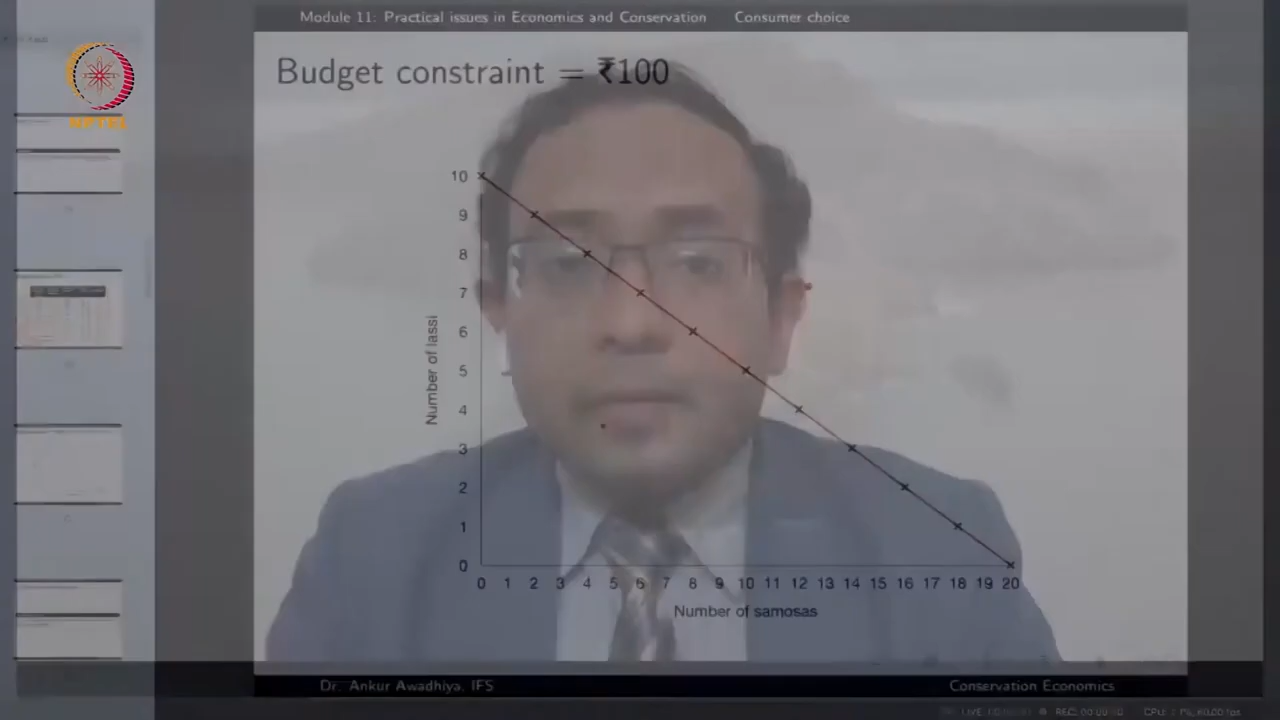 Module 11: Practical issues in Economics and Conservation Consumer choice
NPTEL
Budget constraint = ₹100
10
9
8
7
6
5
4
3
2
1
0
Number of lassi
0 1 2 3 4 5 6 7 8 9 10 11 12 13 14 15 16 17 18 19 20
Number of samosas
Dr. Ankur Awadhiya, IFS Conservation Economics